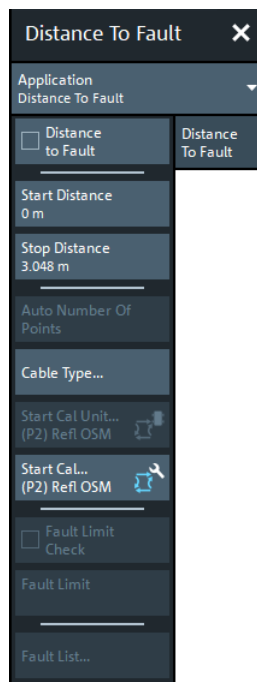 Distance To Fault
Application
Distance To Fault
Distance
to Fault
Distance
To Fault
Start Distance
0 m
Stop Distance
3.048 m
Auto Number Of
Points
Cable Type...
Start Cal Unit...
(P2) Refl OSM
Start Cal...
(P2) Refl OSM
Fault Limit
Check
Fault Limit
Fault List...